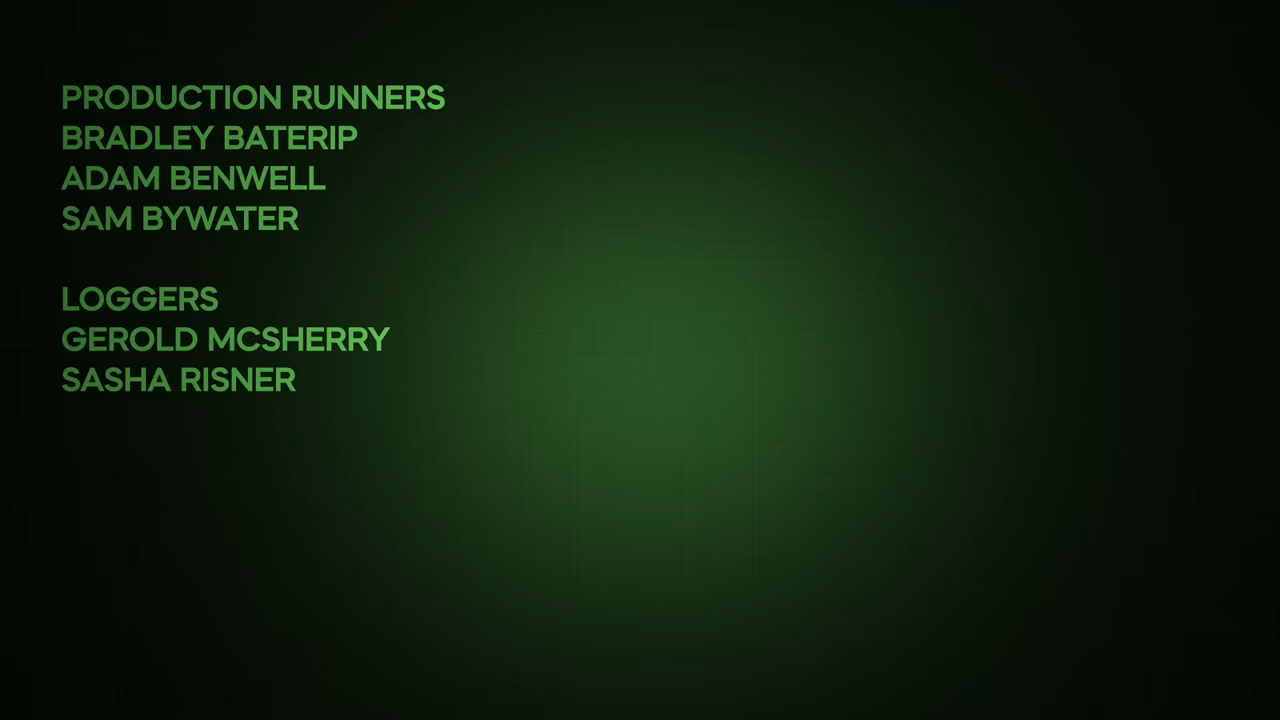 PRODUCTION RUNNERS
BRADLEY BATERIP
ADAM BENWELL
SAM BYWATER
LOGGERS
GEROLD MCSHERRY
SASHA RISNER